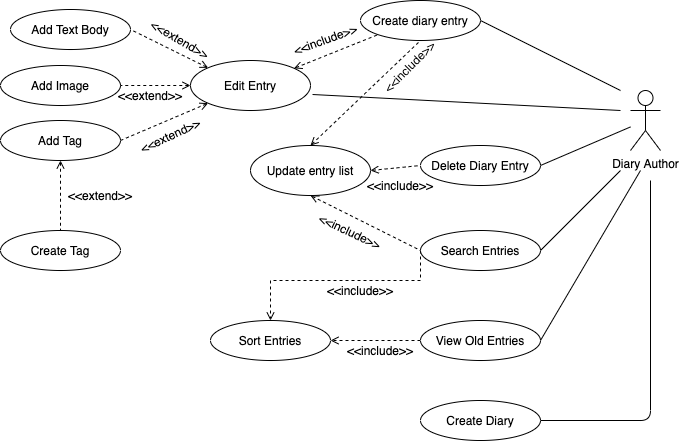 Create diary entry
Add Text Body
<<extend>>
<<include>>
<<include>>
Add Image
<<extend>>
Edit Entry
Add Tag
<<extend>>
Diary Author
Update entry list
Delete Diary Entry
<<include>>
<<extend>>
<<include>>
Create Tag
Search Entries
<<include>>
Sort Entries
View Old Entries
<<include>>
Create Diary